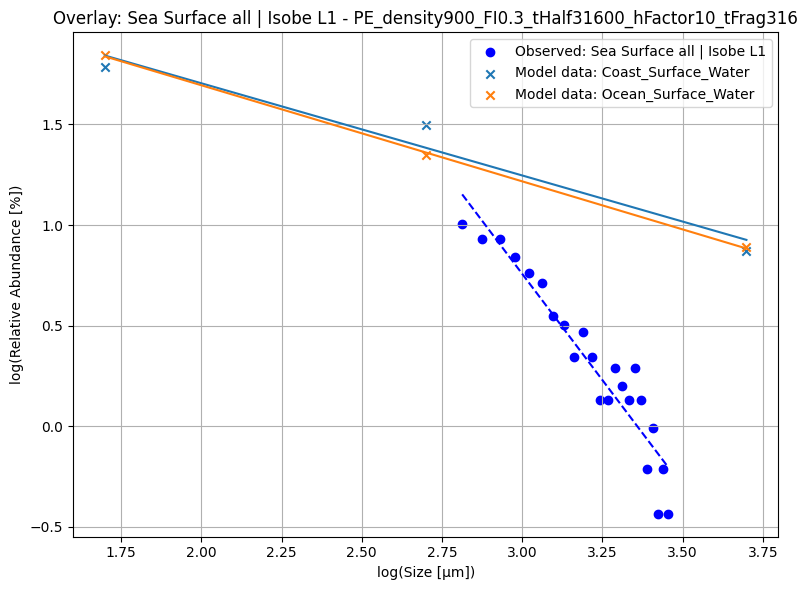 Overlay: Sea Surface all | Isobe L1 - PE_density900_FI0.3_tHalf31600_hFactor10_tFrag316
Observed: Sea Surface all | Isobe L1
Model data: Coast_Surface_Water
Model data: Ocean_Surface_Water
log(Relative Abundance [%])
1.5
1.0
0.5
0.0
−0.5
1.75 2.00 2.25 2.50 2.75 3.00 3.25 3.50 3.75
log(Size [μm])